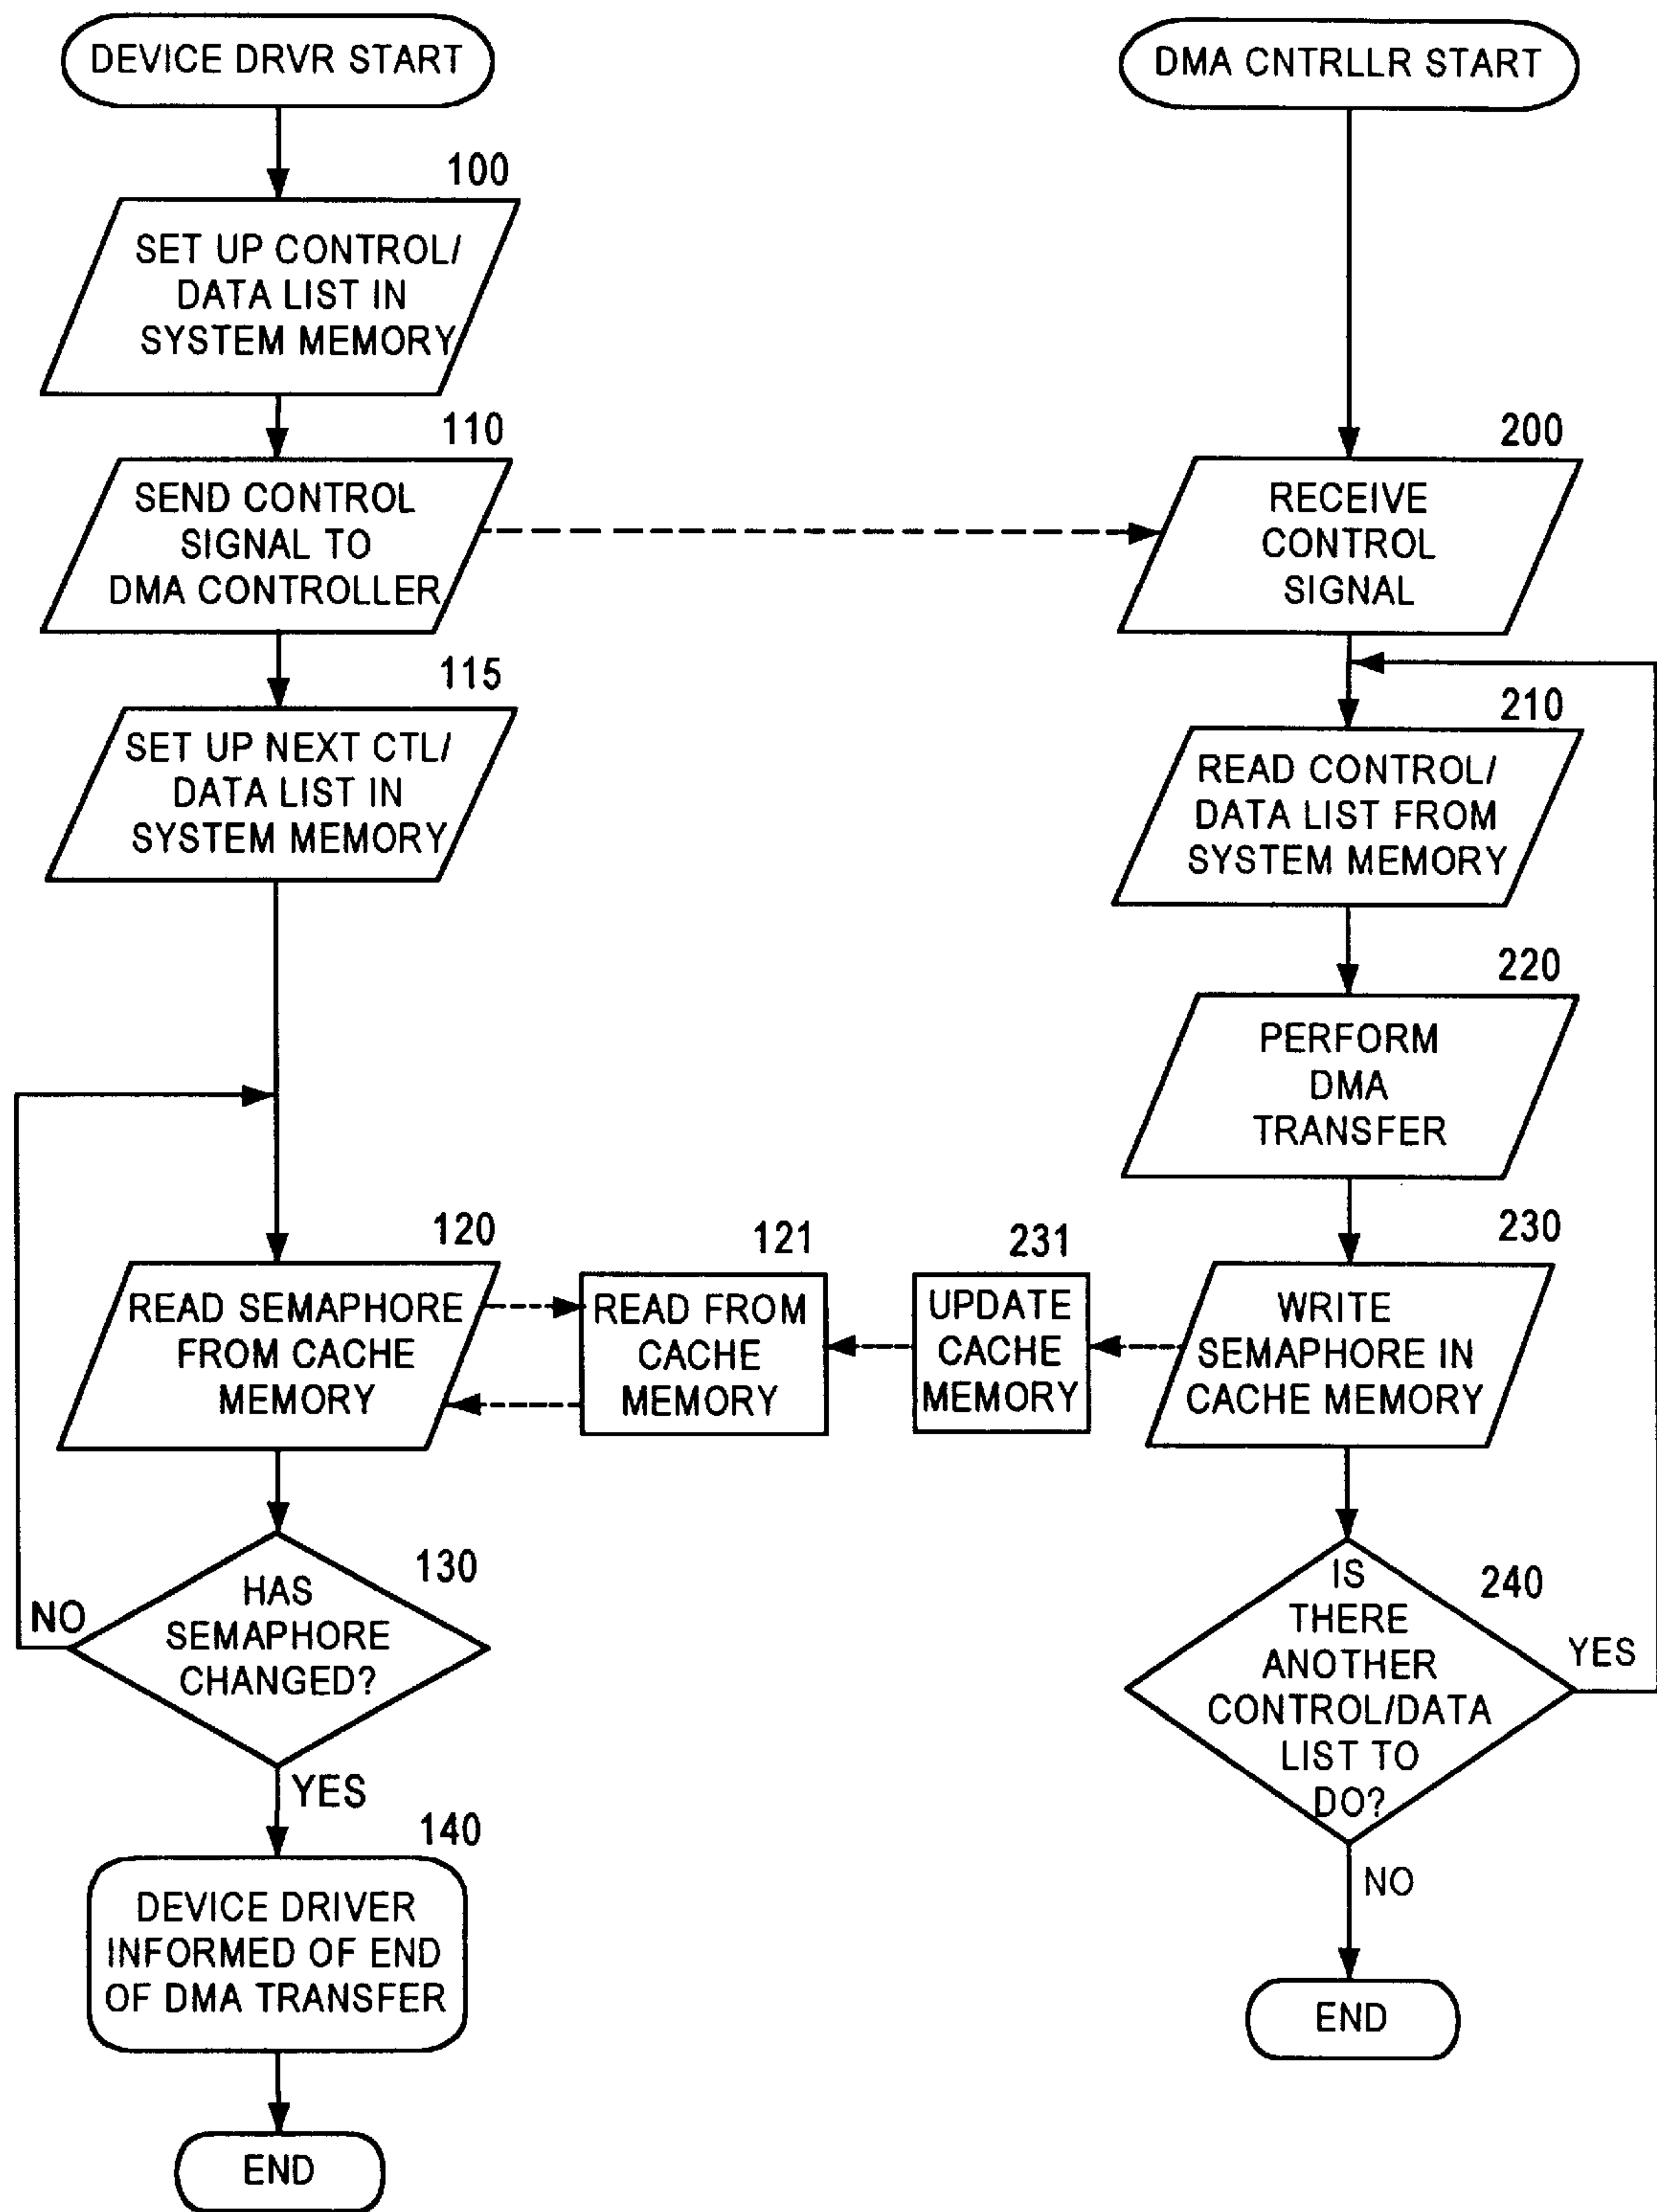 DEVICE DRVR START
100
SET UP CONTROL/
DATA LIST IN
SYSTEM MEMORY
110
SEND CONTROL
SIGNAL TO
DMA CONTROLLER
115
SET UP NEXT CTL/
DATA LIST IN
SYSTEM MEMORY
120
READ SEMAPHORE
FROM CACHE
MEMORY
121
READ FROM
CACHE
MEMORY
130
HAS
SEMAPHORE
CHANGED?
NO
YES
140
DEVICE DRIVER
INFORMED OF END
OF DMA TRANSFER
END
DMA CNTRLLR START
200
RECEIVE
CONTROL
SIGNAL
210
READ CONTROL/
DATA LIST FROM
SYSTEM MEMORY
220
PERFORM
DMA
TRANSFER
230
WRITE
SEMAPHORE IN
CACHE MEMORY
231
UPDATE
CACHE
MEMORY
240
IS
THERE
ANOTHER
CONTROL/DATA
LIST TO
DO?
YES
NO
END